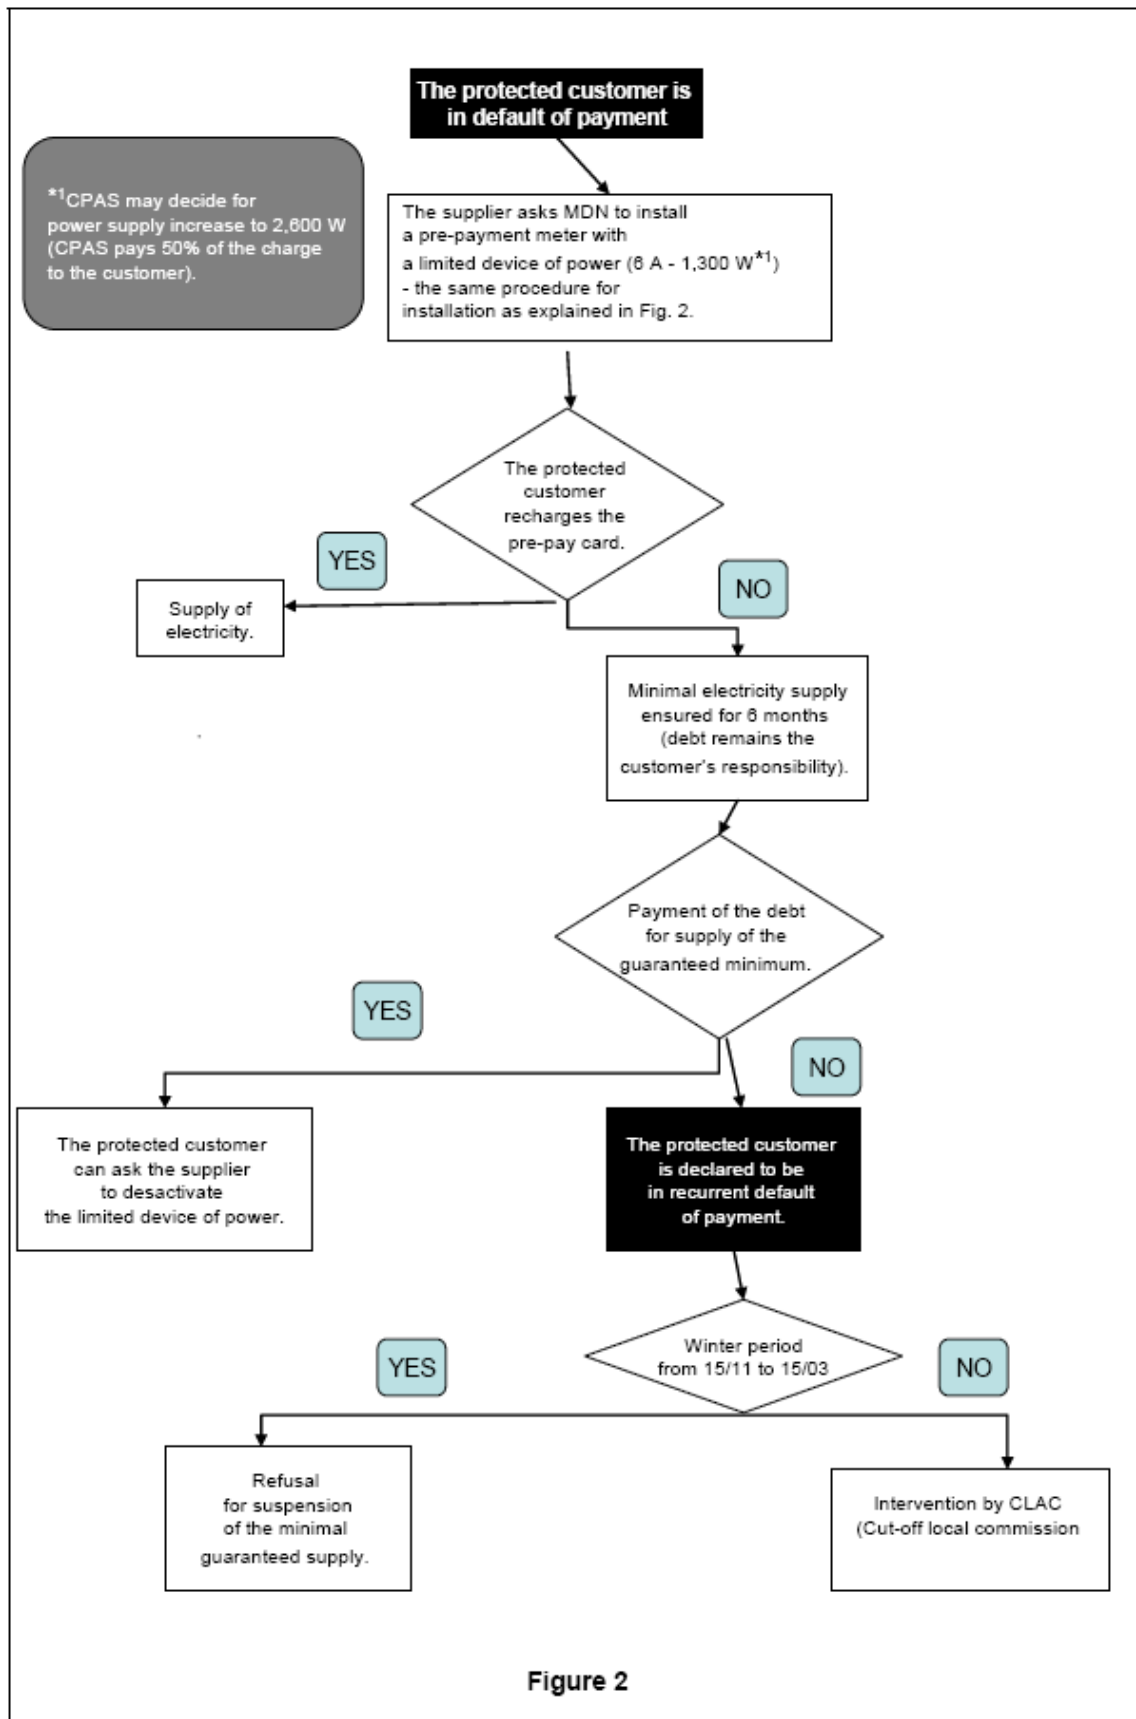 The protected customer is
in default of payment
*1CPAS may decide for
power supply increase to 2,600 W
(CPAS pays 50% of the charge
to the customer).
The supplier asks MDN to install
a pre-payment meter with
a limited device of power (6 A - 1,300 W*1)
- the same procedure for
installation as explained in Fig. 2.
The protected
customer
recharges the
pre-pay card.
YES
NO
Supply of
electricity.
Minimal electricity supply
ensured for 6 months
(debt remains the
customer's responsibility).
Payment of the debt
for supply of the
guaranteed minimum.
YES
NO
The protected customer
can ask the supplier
to desactivate
the limited device of power.
The protected customer
is declared to be
in recurrent default
of payment.
Winter period
from 15/11 to 15/03
YES
NO
Refusal
for suspension
of the minimal
guaranteed supply.
Intervention by CLAC
(Cut-off local commission
Figure 2